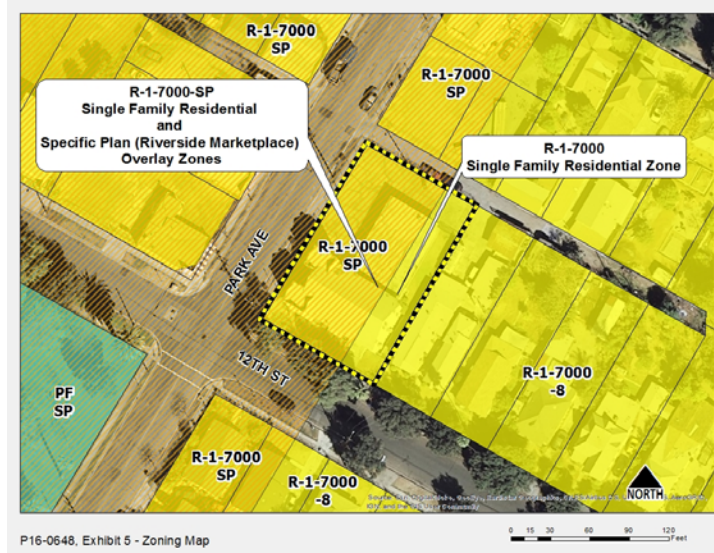 R-1-7000
SP
R-1-7000
SP
R-1-7000-SP
Single Family Residential
and
Specific Plan (Riverside Marketplace)
Overlay Zones
R-1-7000
Single Family Residential Zone
R-1-7000
SP
PARK AVE
12TH ST
R-1-7000
-8
PF
SP
R-1-7000
SP
R-1-7000
-8
NORTH
P16-0648, Exhibit 5 - Zoning Map
0 15 30 60 90 120
Feet